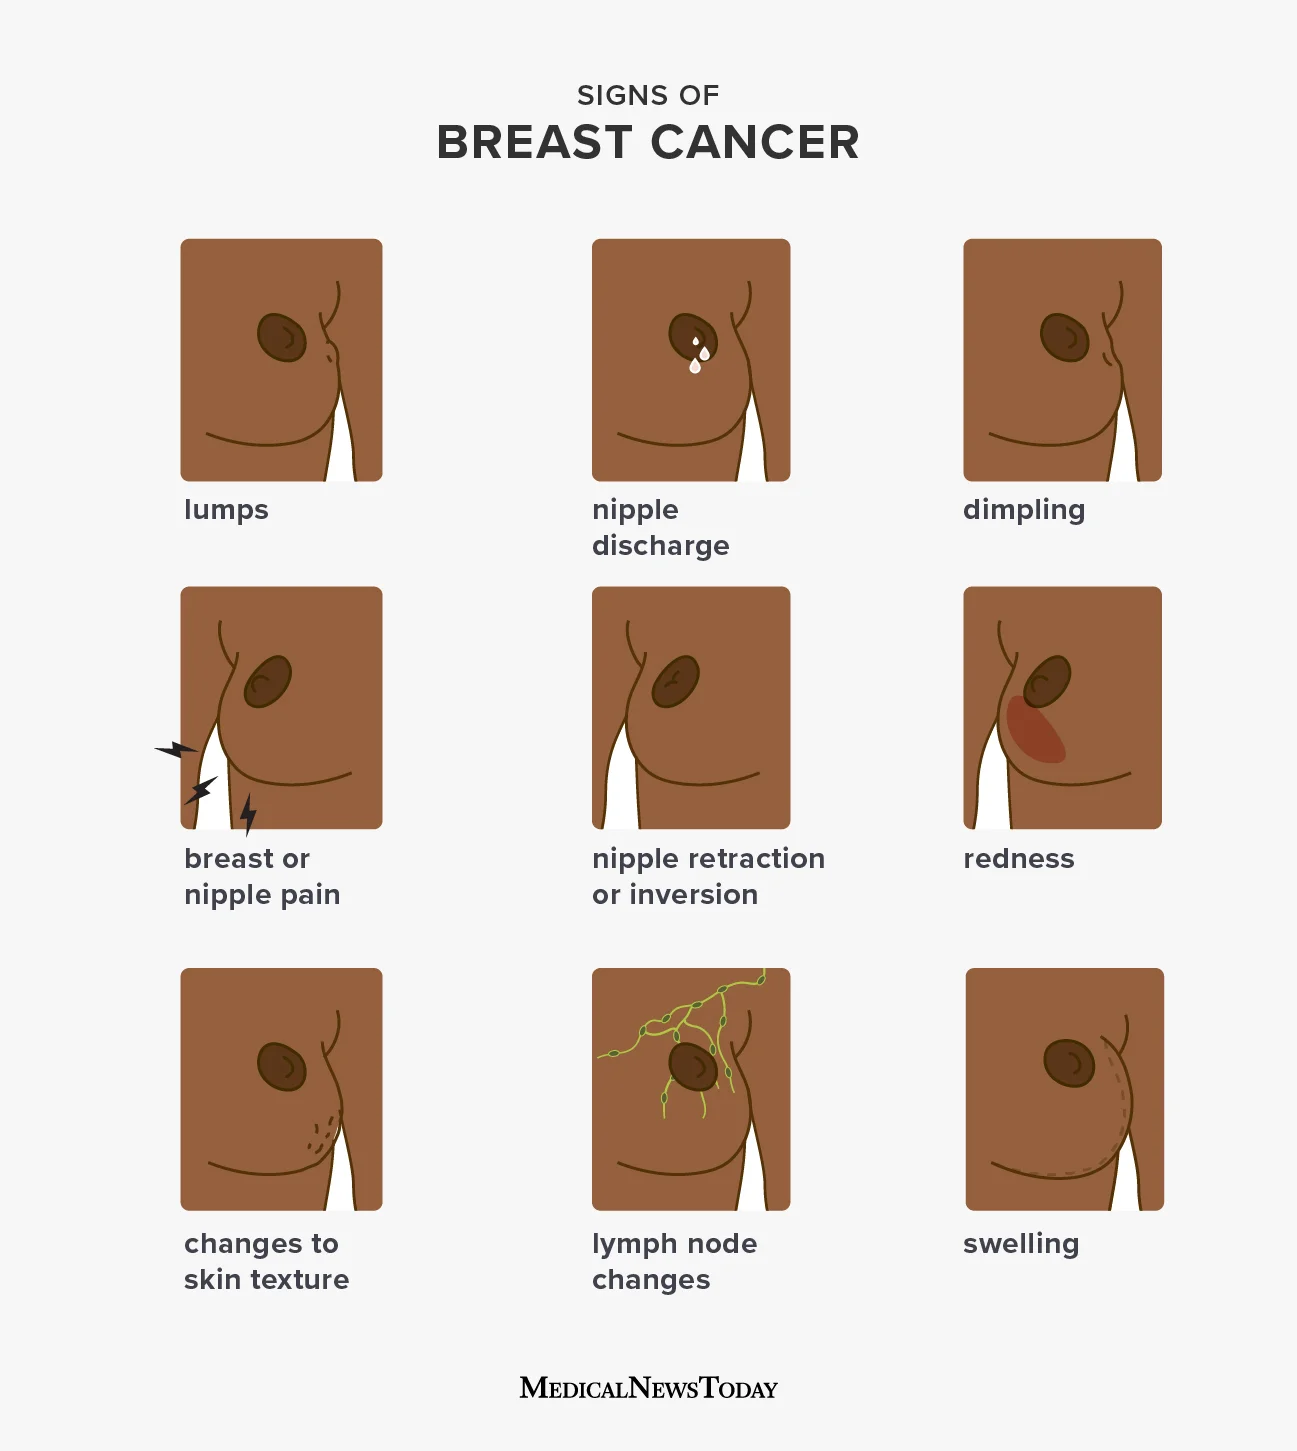 SIGNS OF
BREAST CANCER
lumps
nipple
discharge
dimpling
breast or
nipple pain
nipple retraction
or inversion
redness
changes to
skin texture
lymph node
changes
swelling
MEDICALNEWSTODAY